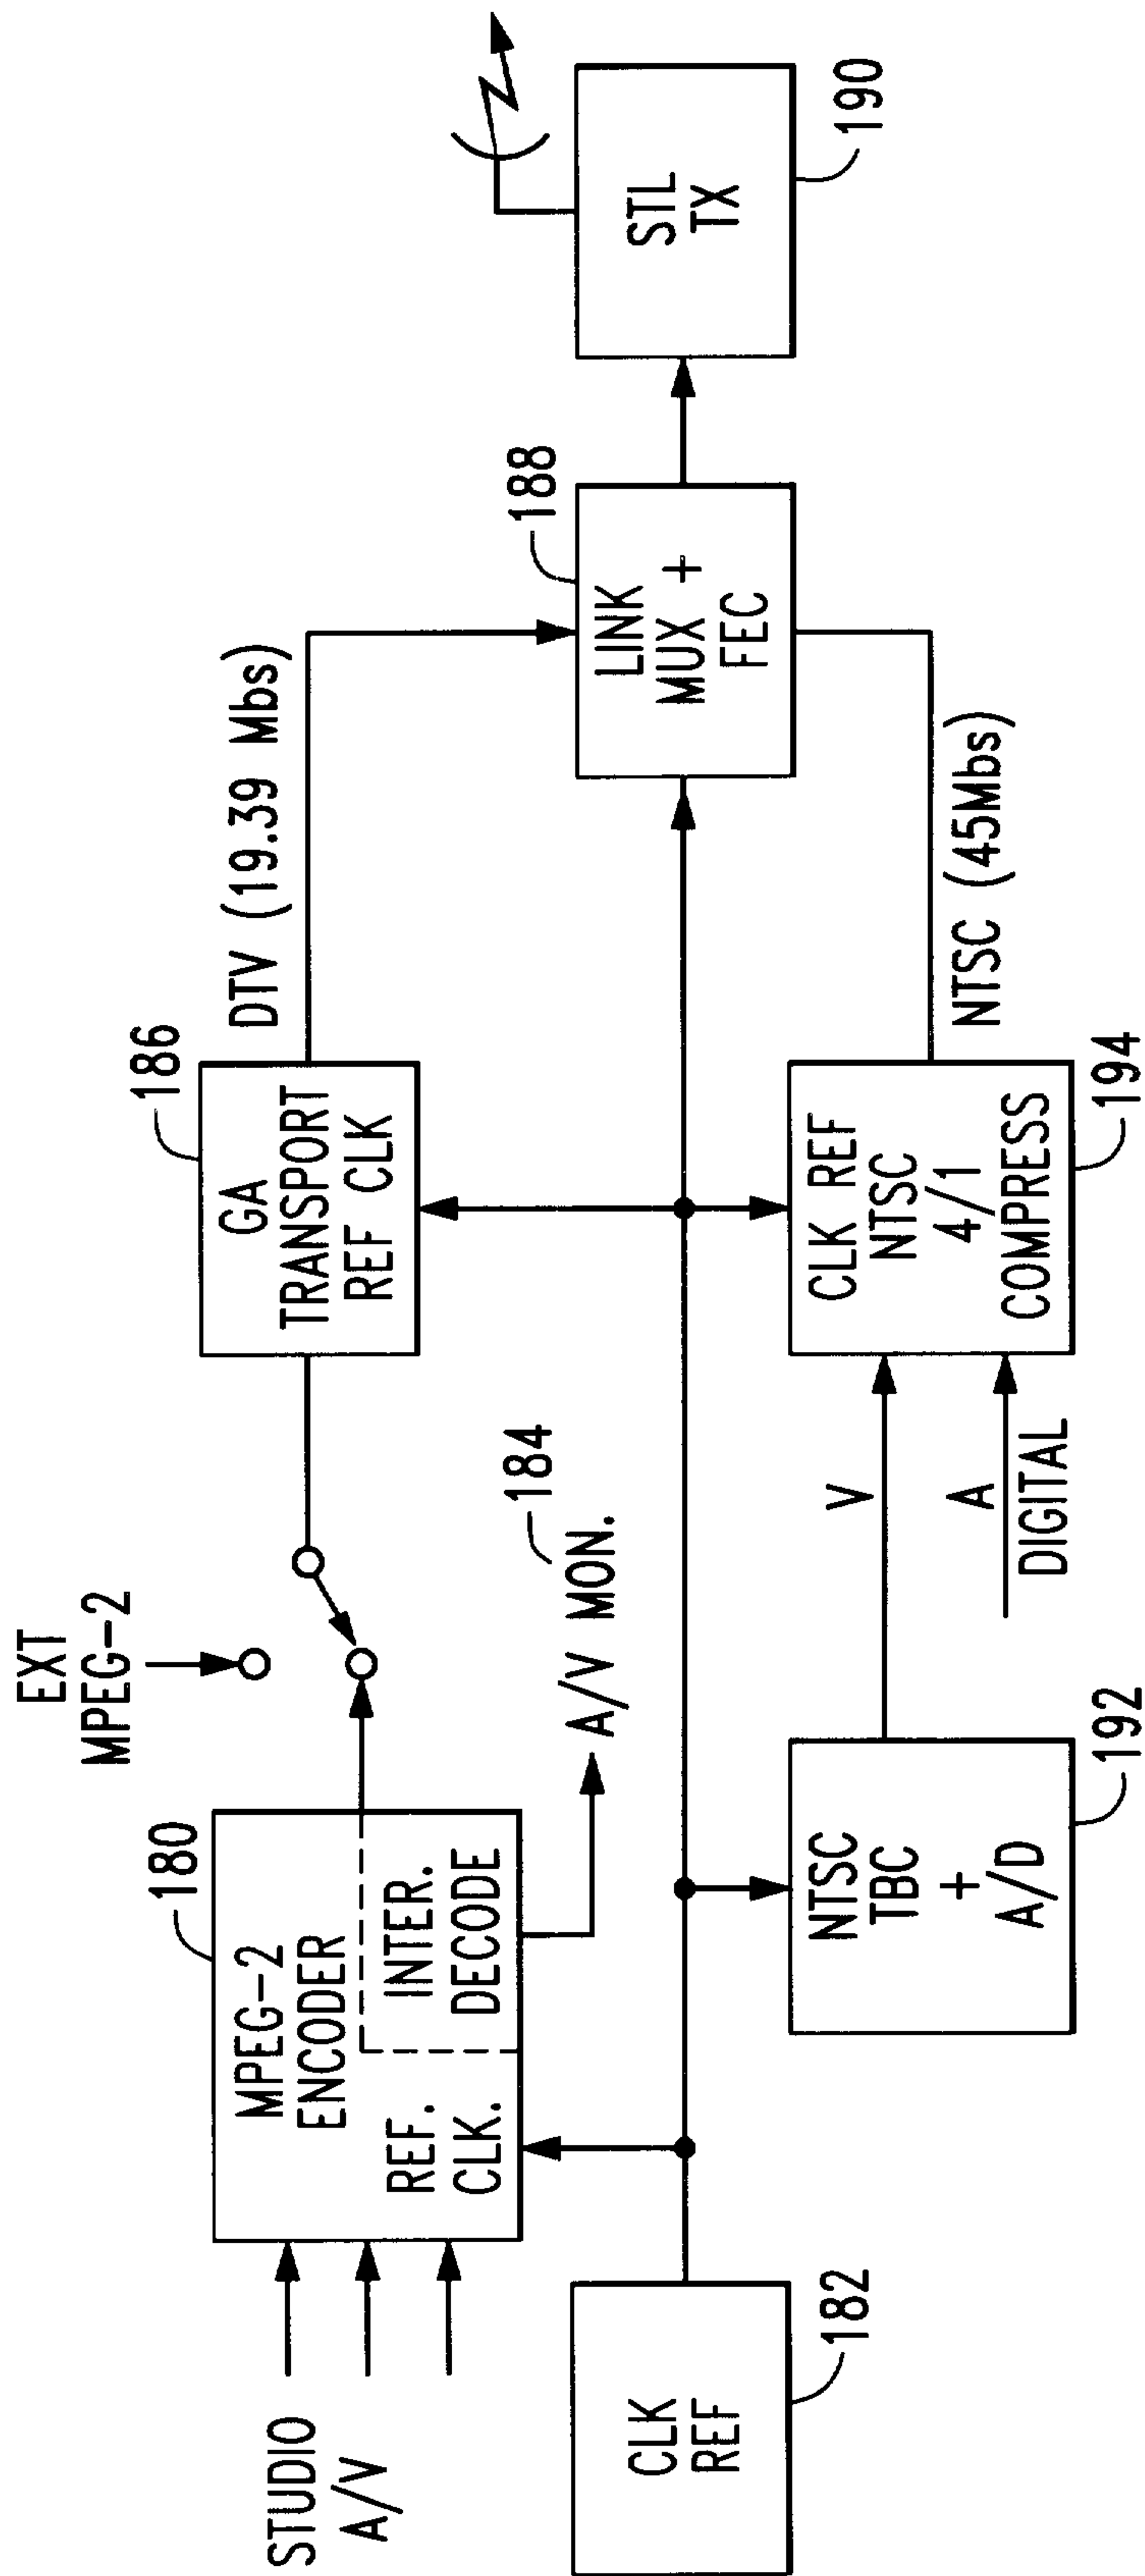 STUDIO
A/V
180
MPEG-2
ENCODER
REF.
CLK.
INTER.
DECODE
EXT
MPEG-2
184
A/V MON.
186
GA
TRANSPORT
REF CLK
DTV (19.39 Mbs)
188
LINK
MUX +
FEC
STL
TX
190
CLK
REF
182
NTSC
TBC
+
A/D
192
V
A
DIGITAL
CLK REF
NTSC
4/1
COMPRESS
194
NTSC (45Mbs)